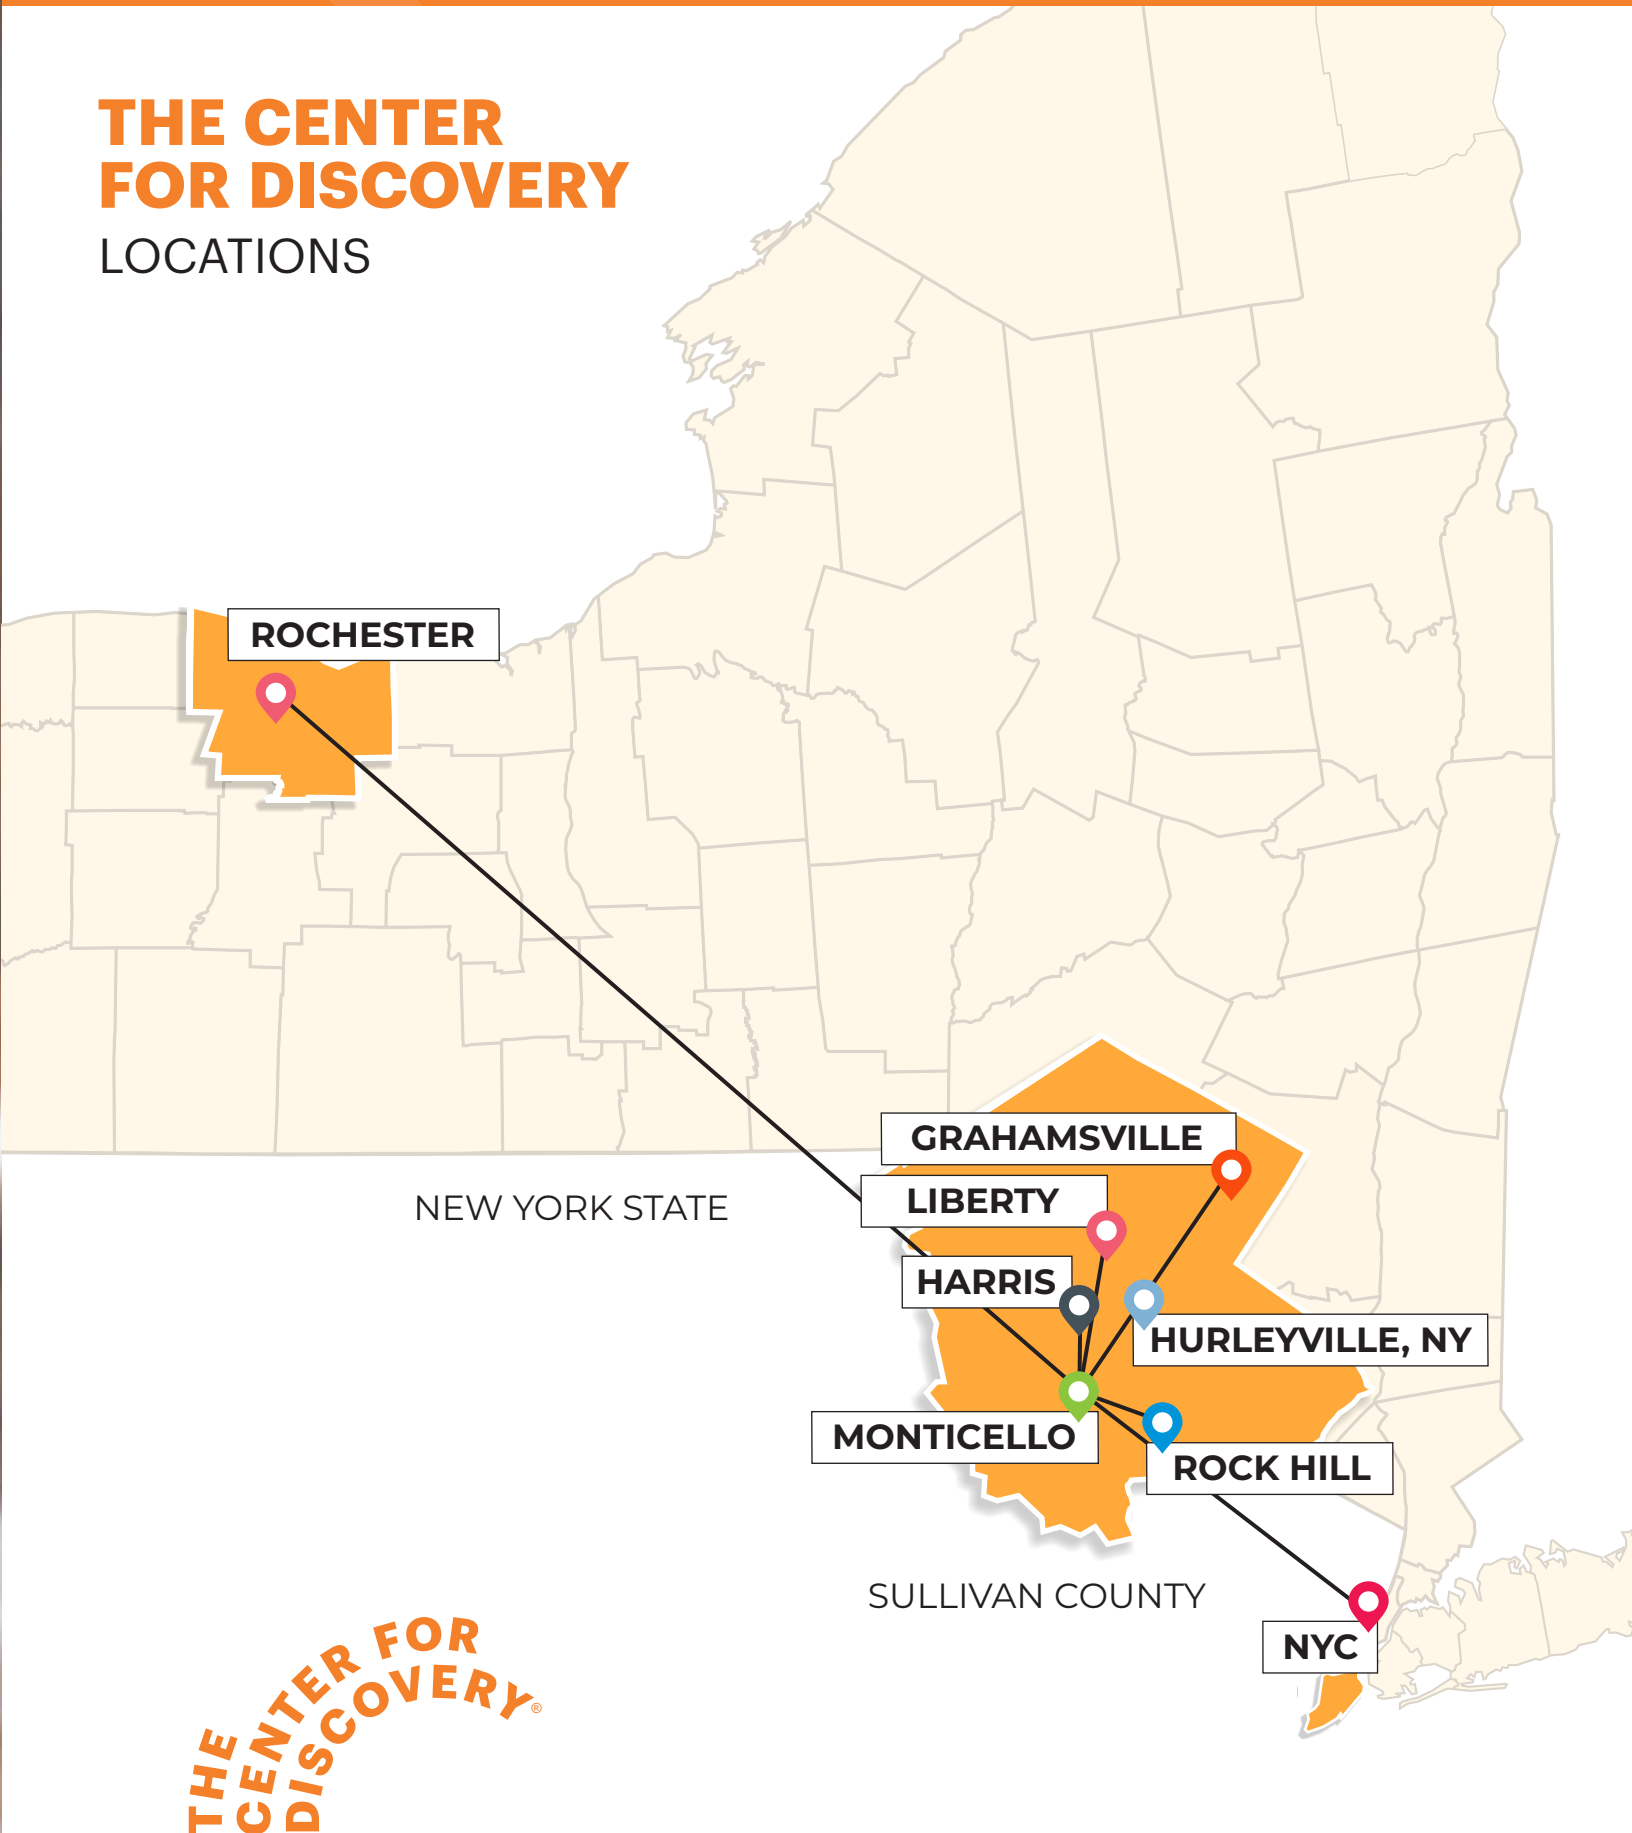 THE CENTER
FOR DISCOVERY
LOCATIONS
ROCHESTER
GRAHAMSVILLE
NEW YORK STATE
LIBERTY
HARRIS
HURLEYVILLE, NY
MONTICELLO
ROCK HILL
SULLIVAN COUNTY
NYC
THE
CENTER FOR
DISCOVERY®